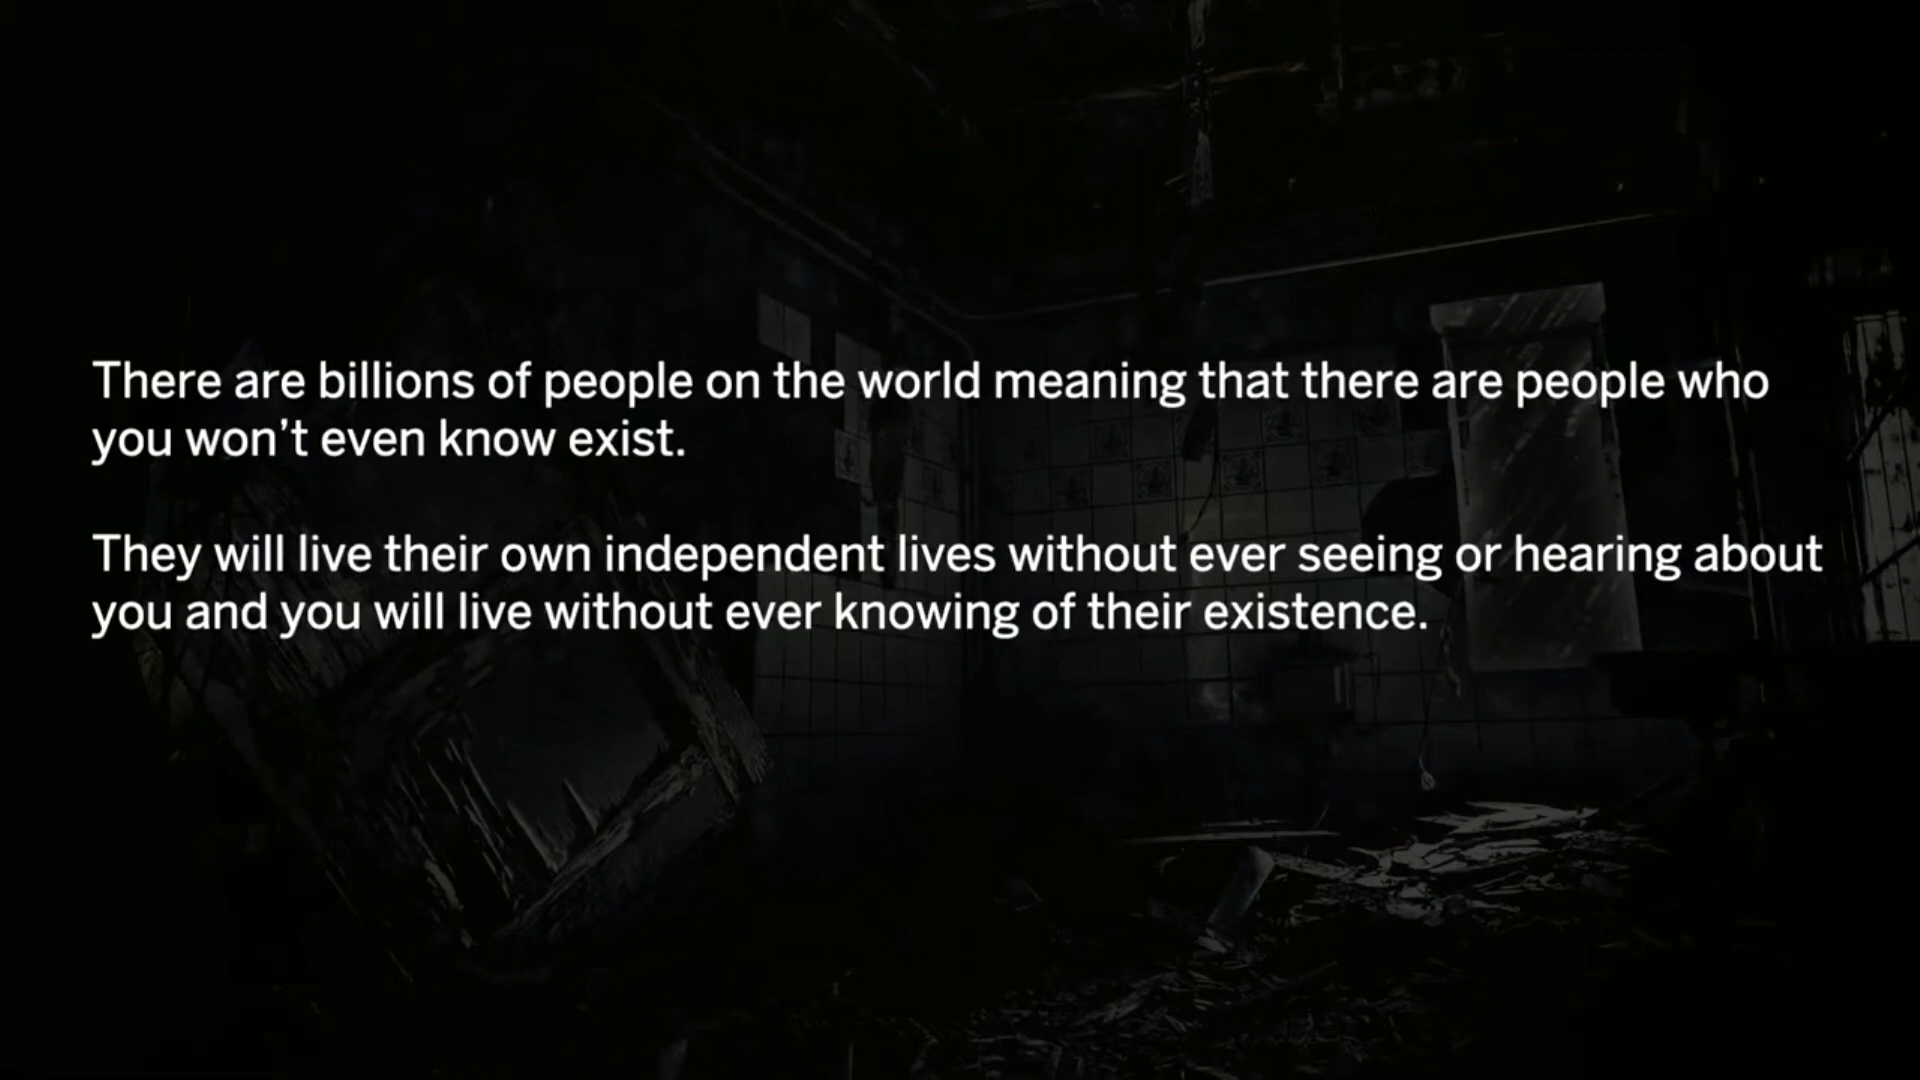 There are billions of people on the world meaning that there are people who
you won't even know exist.
They will live their own independent lives without ever seeing or hearing about
you and you will live without ever knowing of their existence.